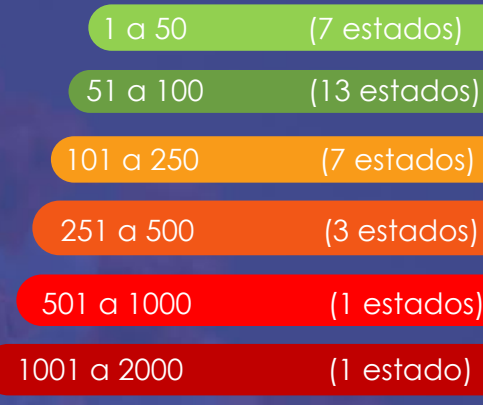 1 a 50 (7 estados)
51 a 100 (13 estados)
101 a 250 (7 estados)
251 a 500 (3 estados)
501 a 1000 (1 estados)
1001 a 2000 (1 estado)